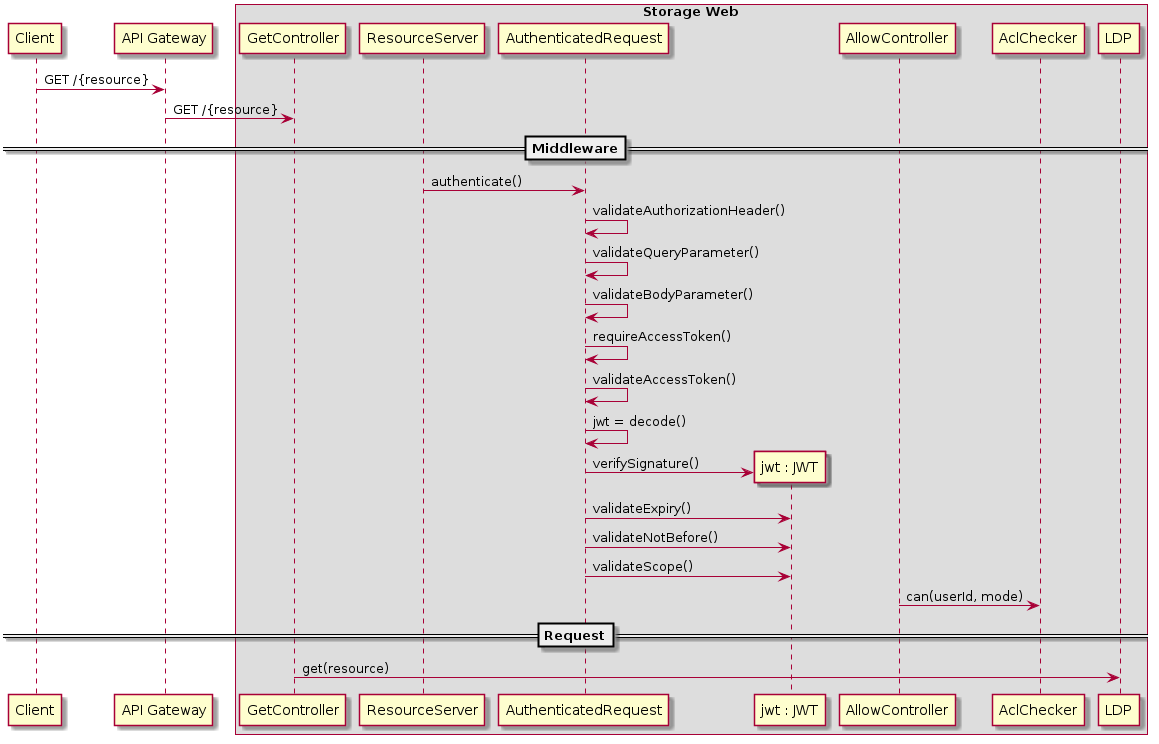 Storage Web
Client
API Gateway
GetController
ResourceServer
AuthenticatedRequest
AllowController
AclChecker
LDP
GET /{resource}
GET /{resource}
Middleware
authenticate()
validateAuthorizationHeader()
validateQueryParameter()
validateBodyParameter()
requireAccessToken()
validateAccessToken()
jwt = decode()
verifySignature()
jwt : JWT
validateExpiry()
validateNotBefore()
validateScope()
can(userId, mode)
Request
get(resource)
Client
API Gateway
GetController
ResourceServer
AuthenticatedRequest
jwt : JWT
AllowController
AclChecker
LDP